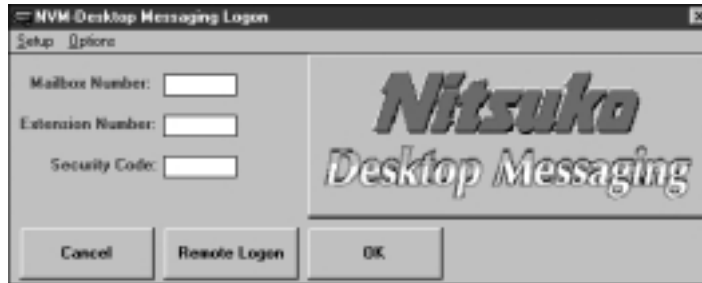 NVM-Desktop Messaging Logon
Setup Options
Mailbox Number:
Extension Number:
Security Code:
Nitsuko
Desktop Messaging
Cancel Remote Logon OK